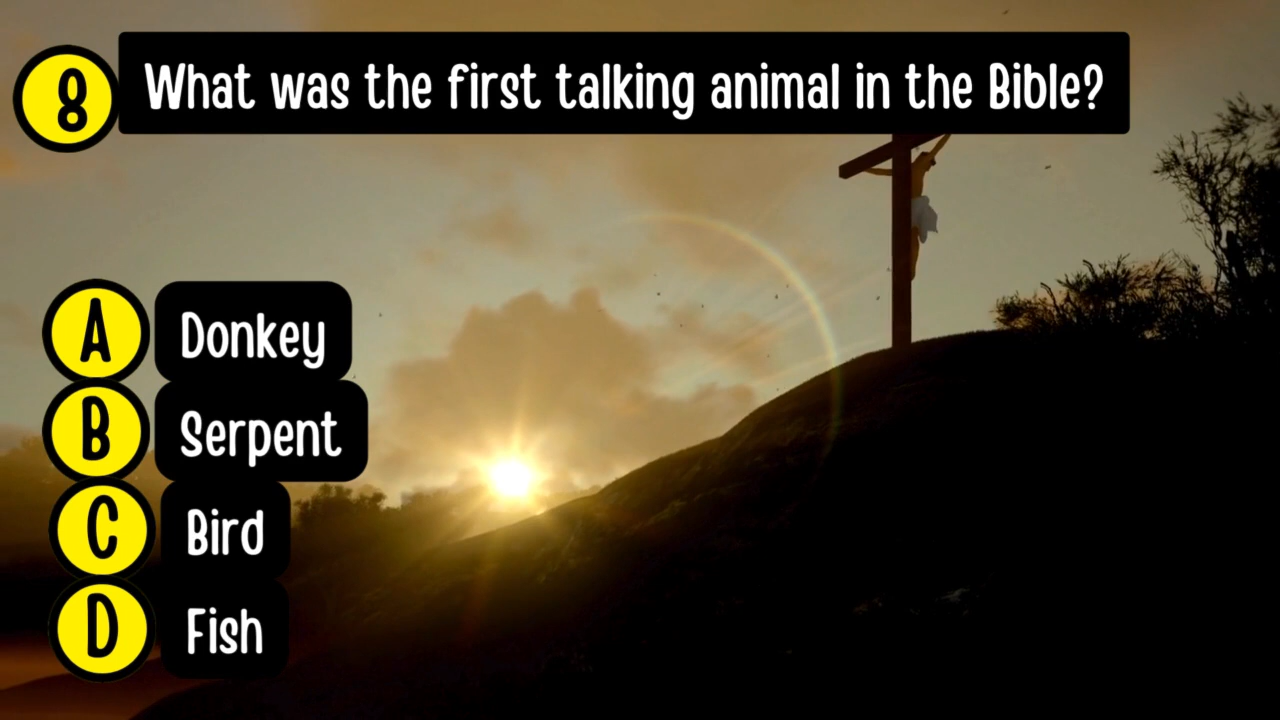 8 What was the first talking animal in the Bible?
A Donkey
B Serpent
C Bird
D Fish